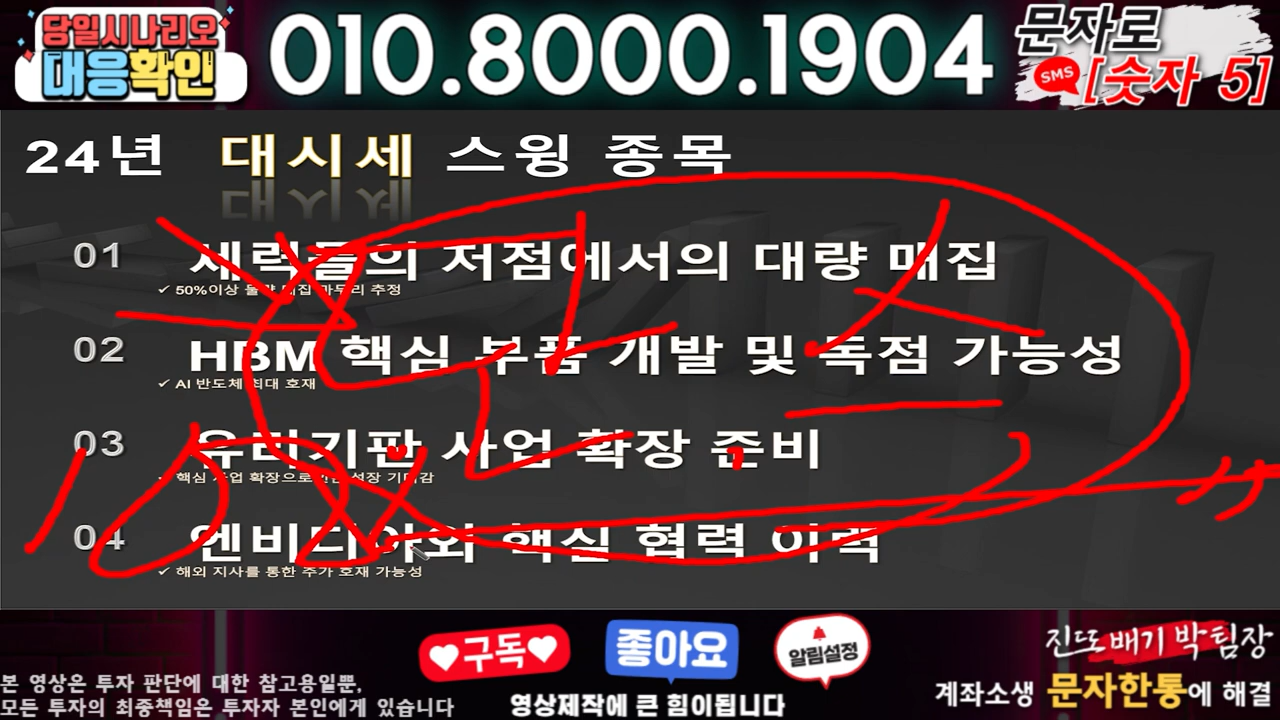 당일시나리오
대응확인
010.8000.1904
문자로
SMS [숫자 5]
24년 대시세 스윙 종목
01 세력들의 저점에서의 대량 매집
✓ 50%이상 물량 매집 마무리 추정
02 HBM 핵심 부품 개발 및 독점 가능성
✓ AI 반도체 최대 호재
03 유리기판 사업 확장 준비
✓ 핵심 사업 확장으로 인한 성장 기대감
04 엔비디아와 핵심 협력 이력
✓ 해외 지사를 통한 추가 호재 가능성
구독
좋아요
알림설정
진또배기 박팀장
본 영상은 투자 판단에 대한 참고용일뿐,
모든 투자의 최종책임은 투자자 본인에게 있습니다
영상제작에 큰 힘이됩니다
계좌소생 문자한통에 해결